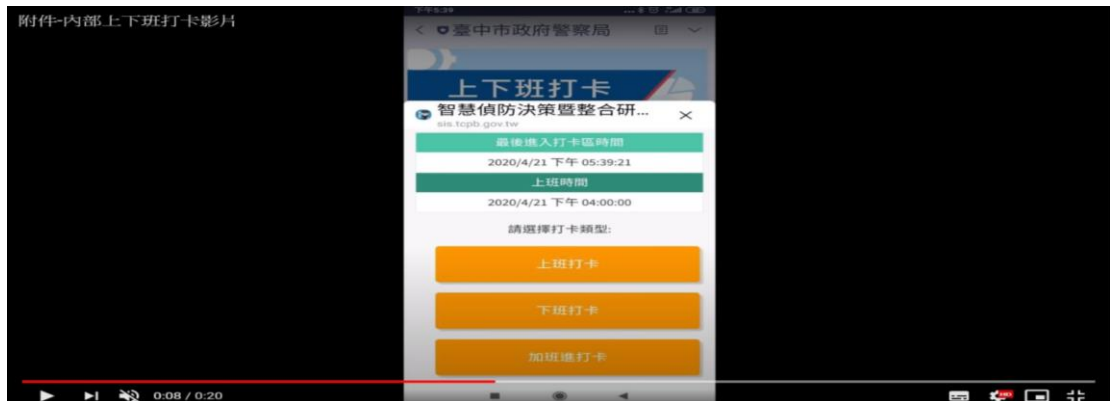 附件-內部上下班打卡影片
下午5:39
臺中市政府警察局
上下班打卡
智慧偵防決策暨整合研...
sis.tcpb.gov.tw
最後進入打卡區時間
2020/4/21 下午 05:39:21
上班時間
2020/4/21 下午 04:00:00
請選擇打卡類型:
上班打卡
下班打卡
加班進打卡
0:08 / 0:20